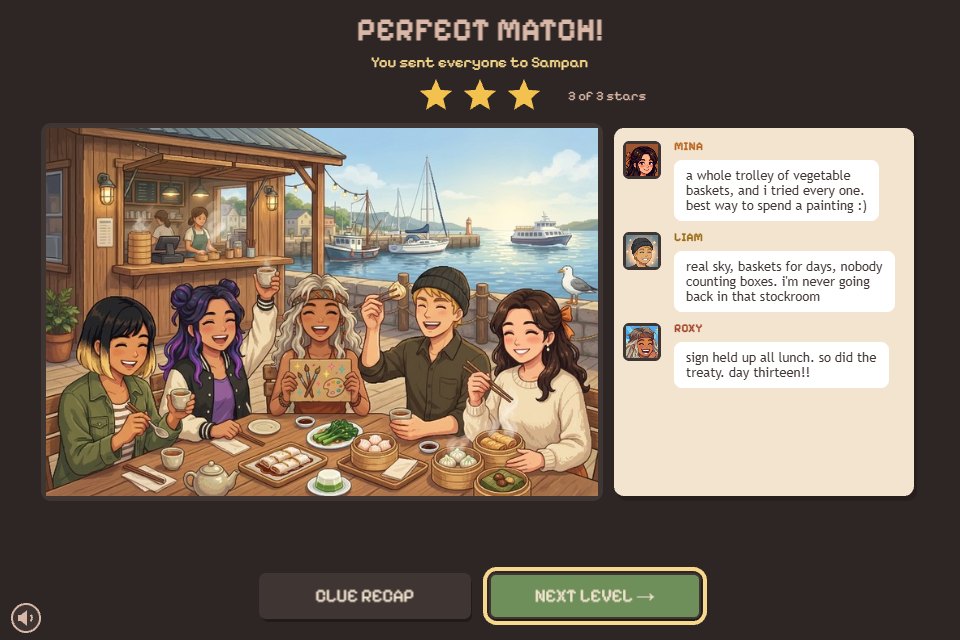 PERFECT MATCH!
You sent everyone to Sampan
3 of 3 stars
MINA
a whole trolley of vegetable
baskets, and i tried every one.
best way to spend a painting :)
LIAM
real sky, baskets for days, nobody
counting boxes. i'm never going
back in that stockroom
ROXY
sign held up all lunch. so did the
treaty. day thirteen!!
CLUE RECAP
NEXT LEVEL →